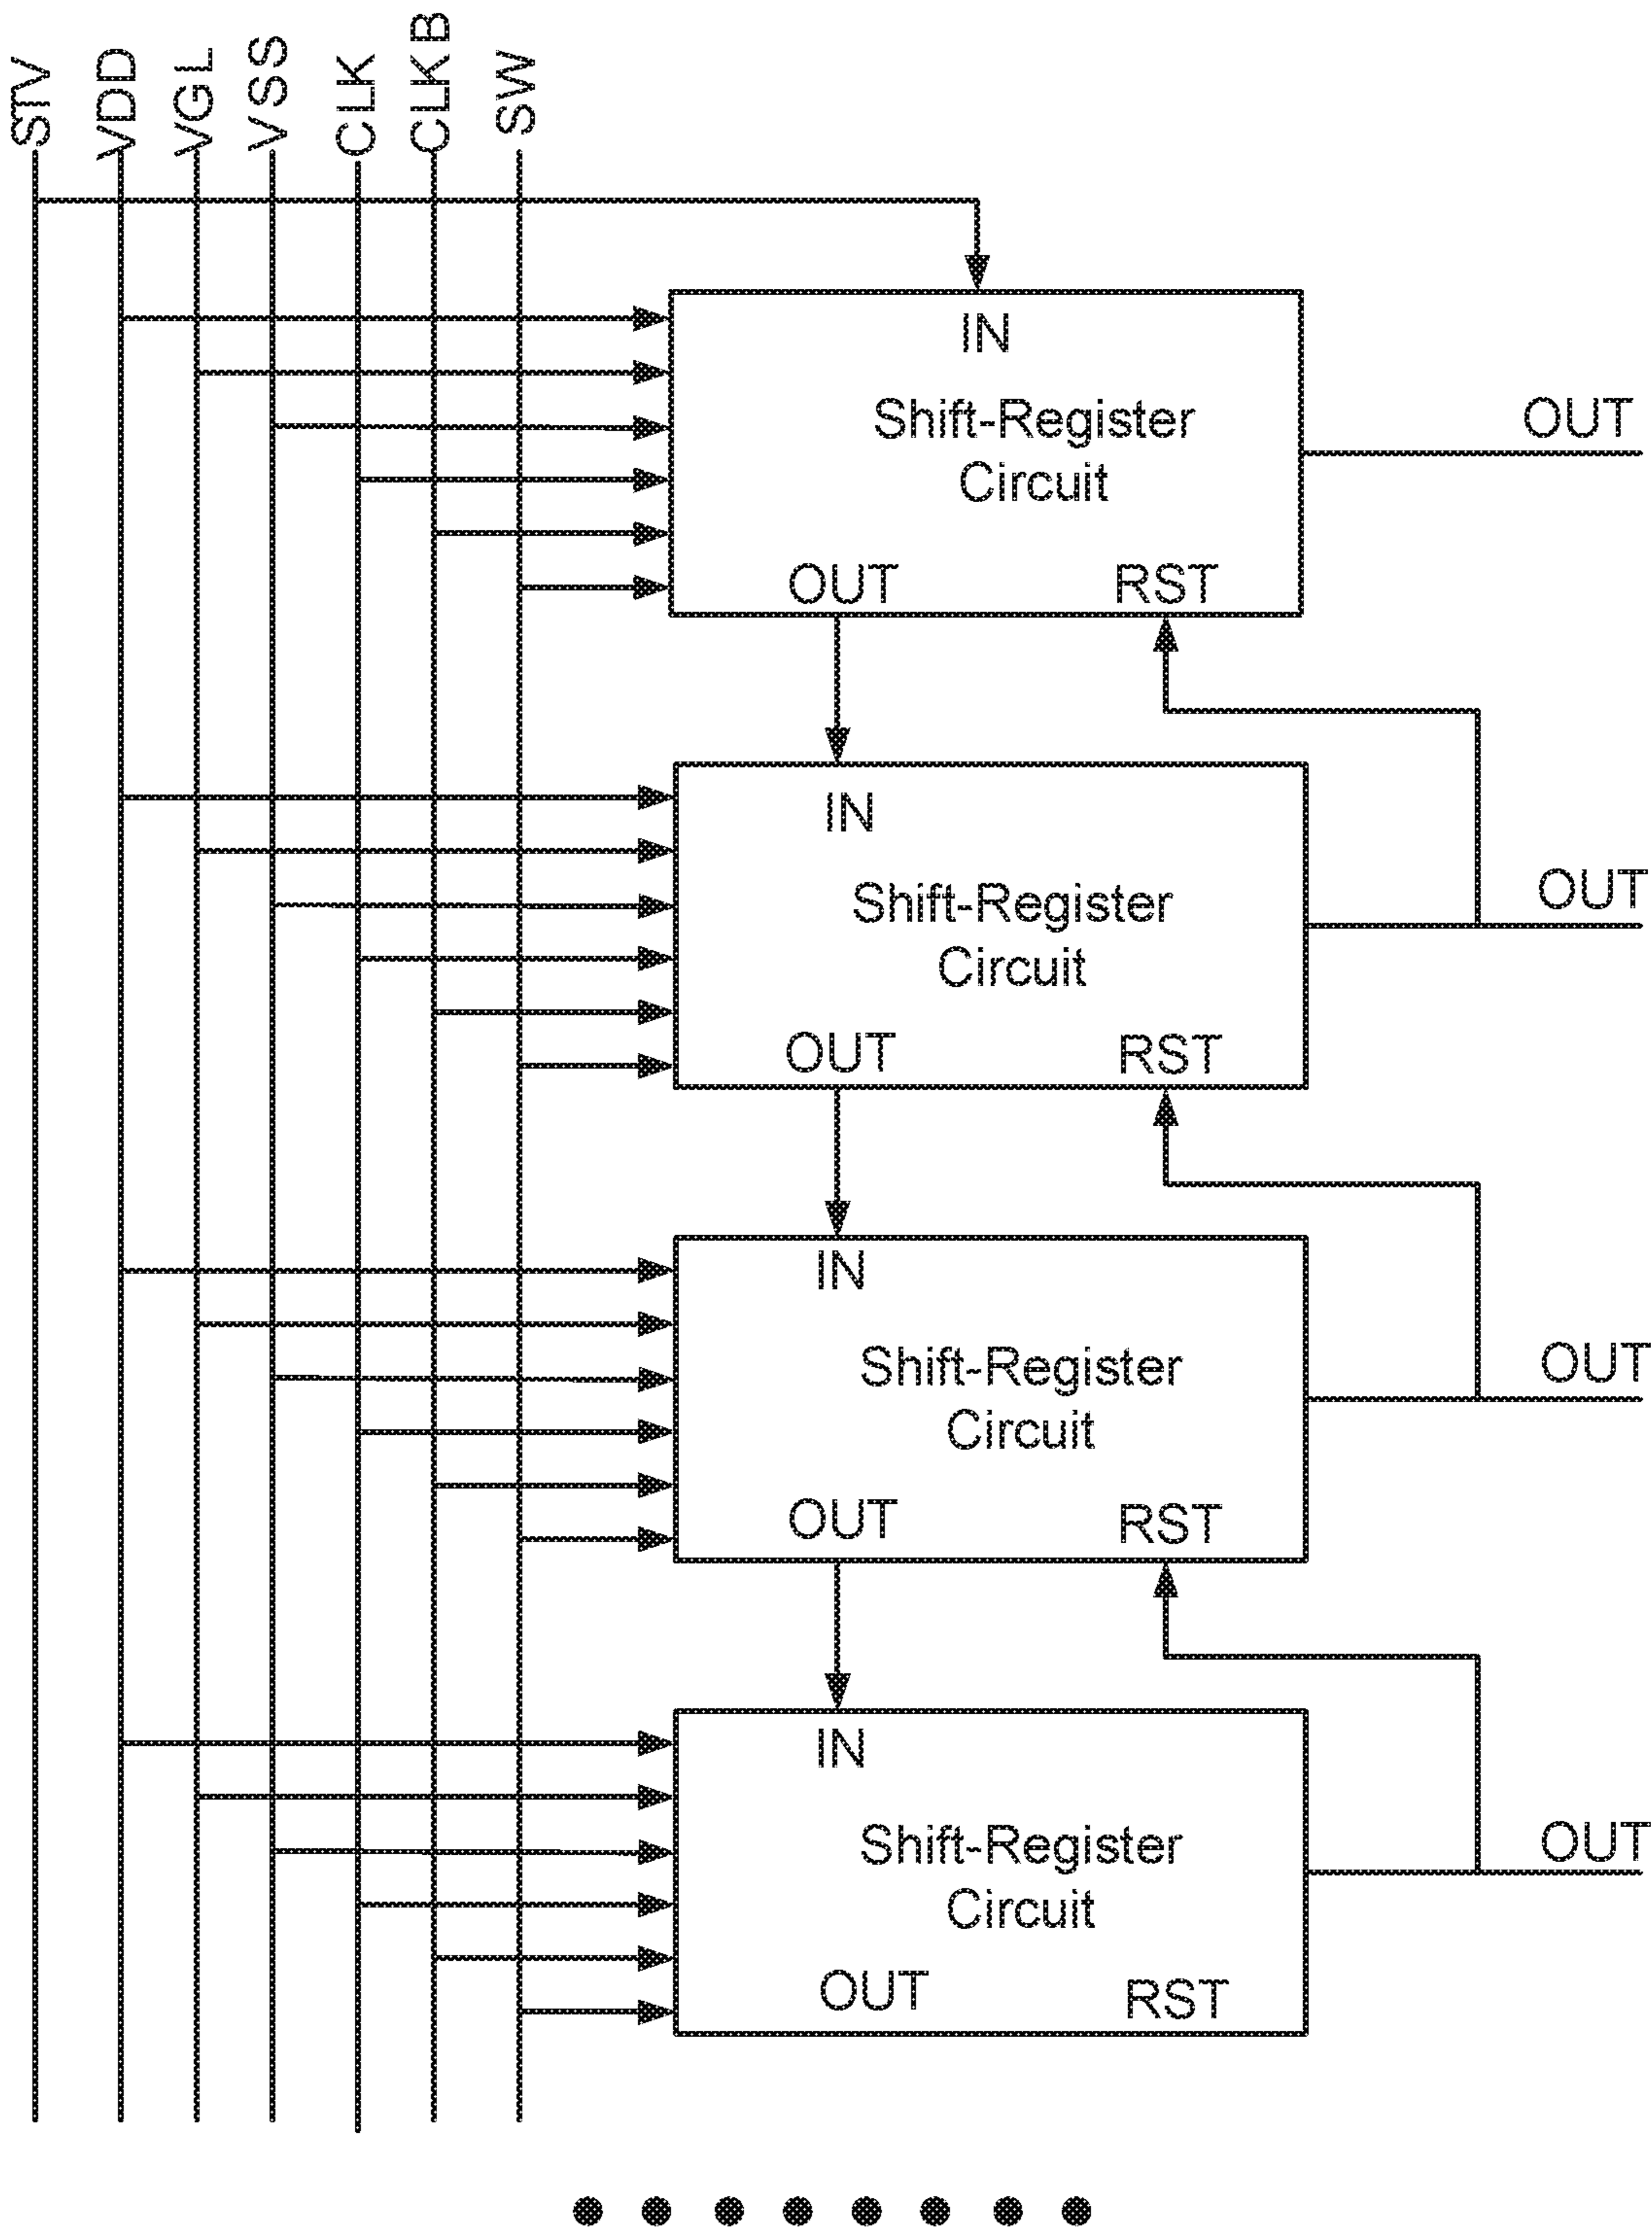 STV
VDD
VGL
VSS
CLK
CLKB
SW
IN
Shift-Register
Circuit
OUT
OUT
RST
IN
Shift-Register
Circuit
OUT
OUT
RST
IN
Shift-Register
Circuit
OUT
OUT
RST
IN
Shift-Register
Circuit
OUT
OUT
RST